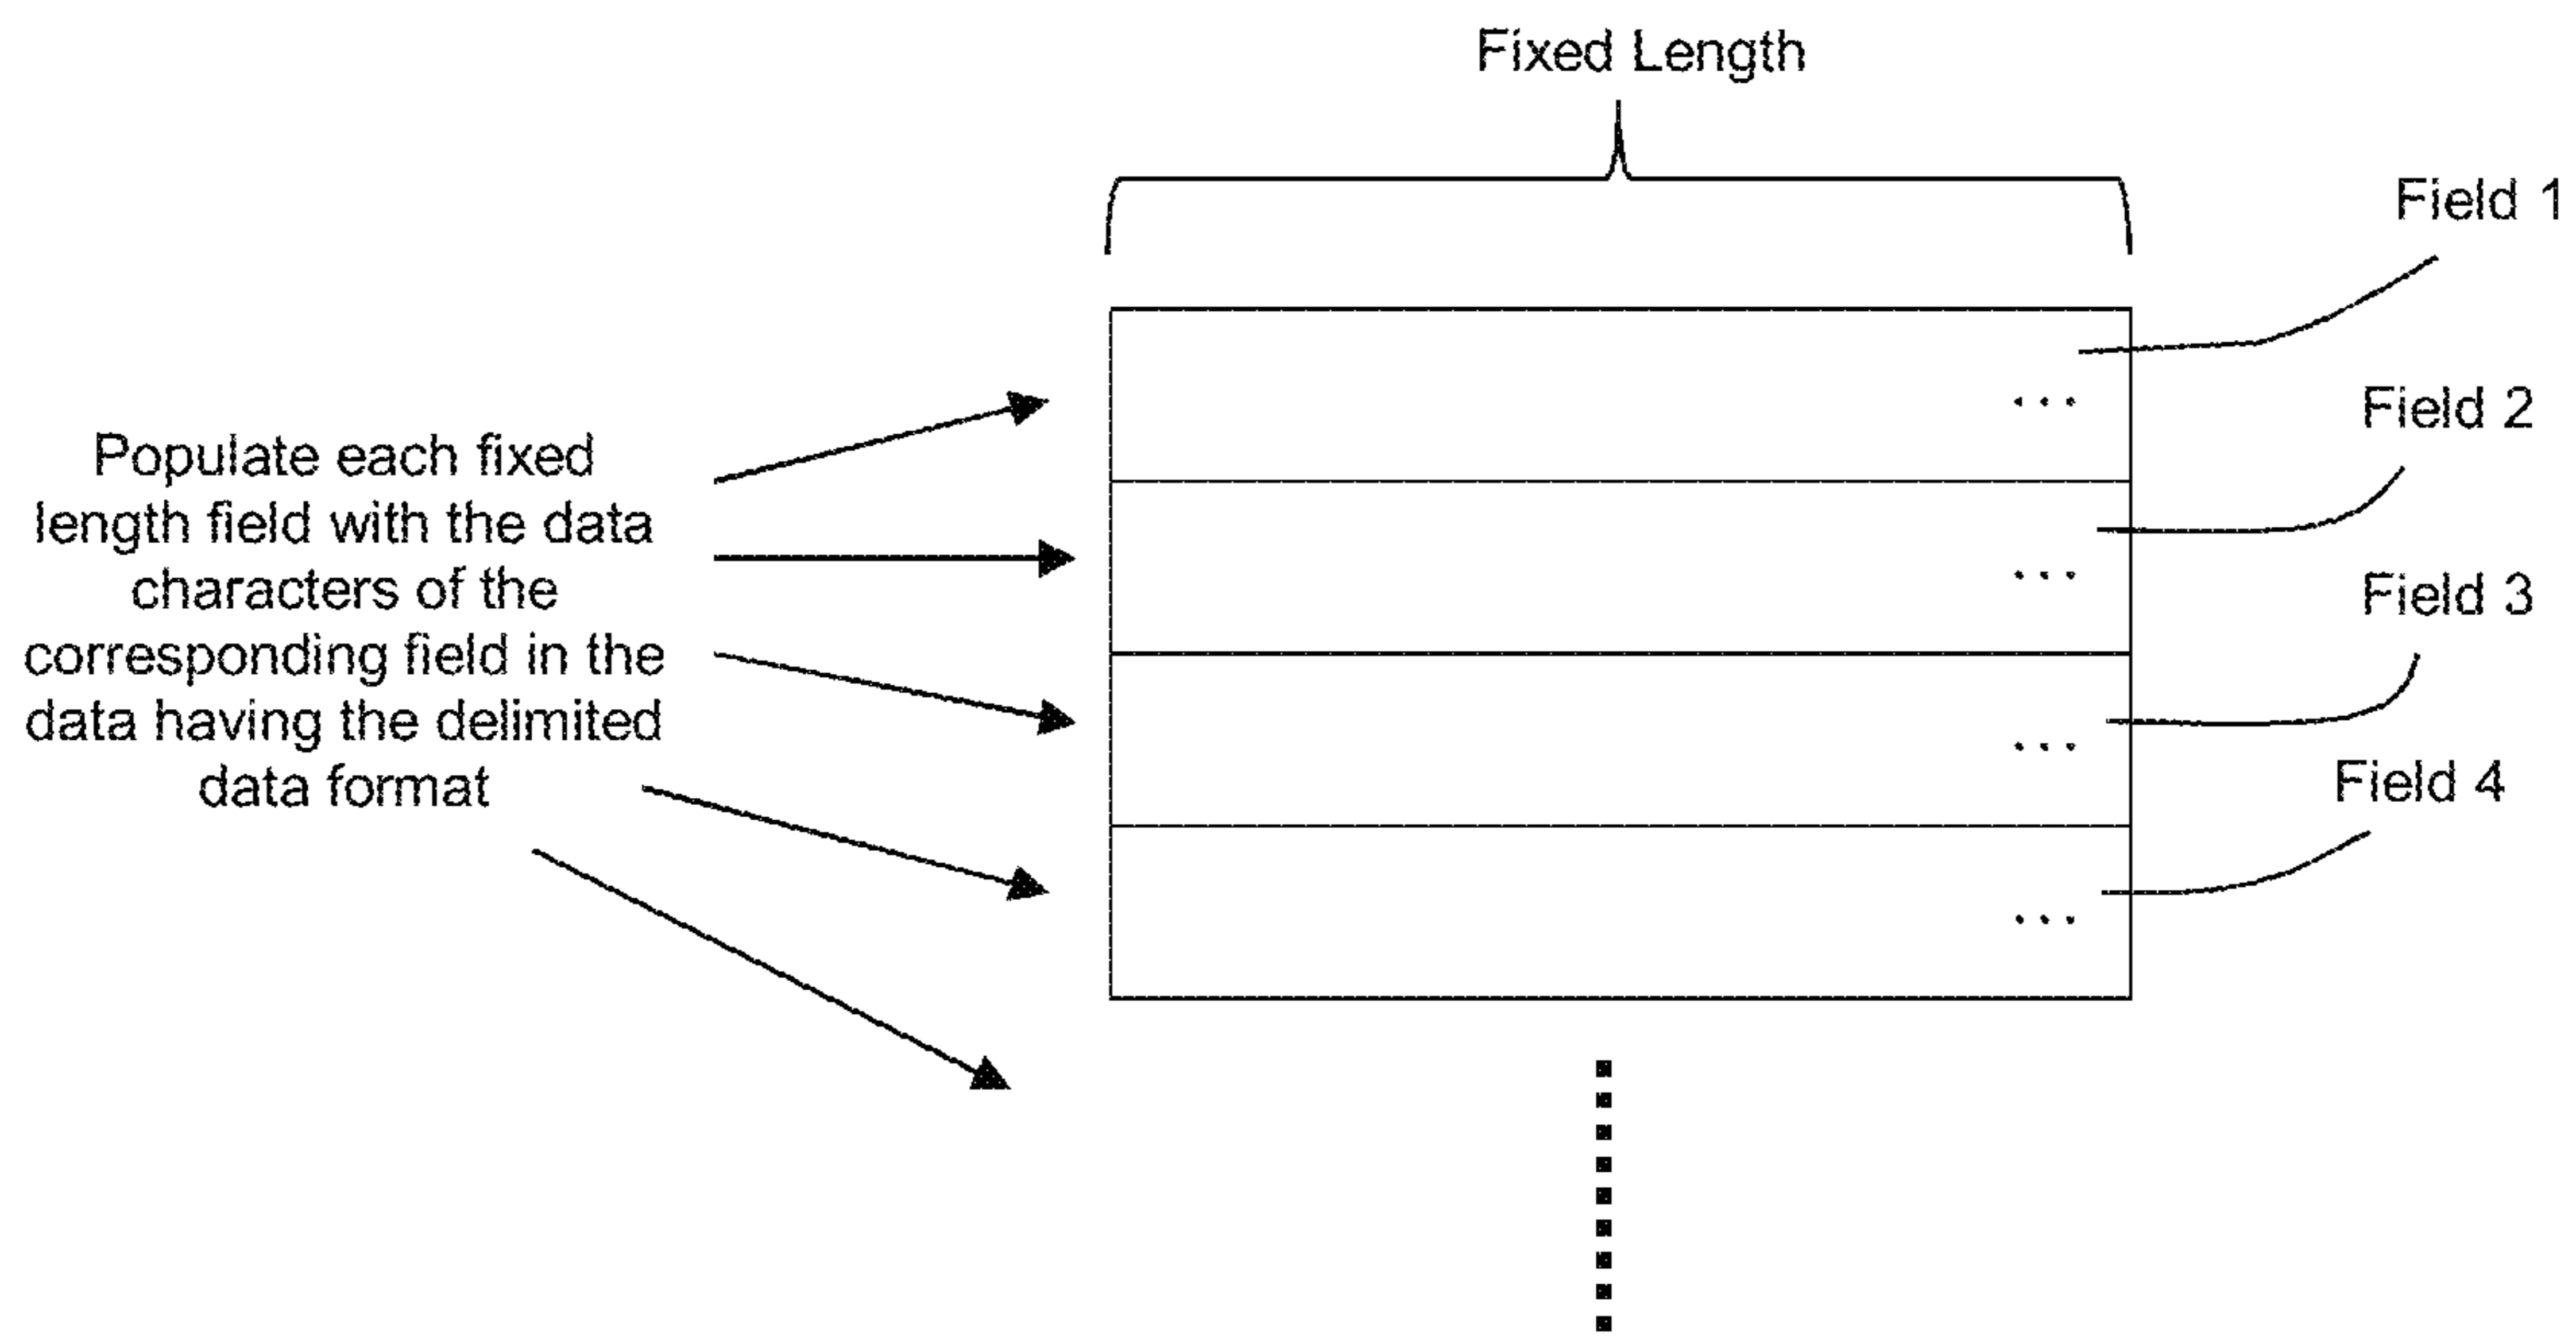 Fixed Length
Field 1
Field 2
Field 3
Field 4
Populate each fixed
length field with the data
characters of the
corresponding field in the
data having the delimited
data format
...
...
...
...